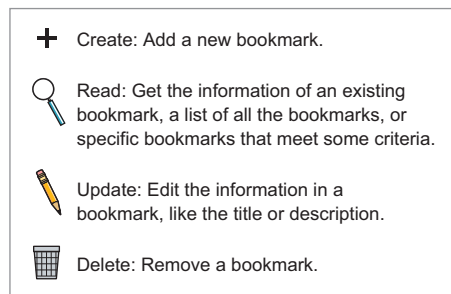 Create: Add a new bookmark.
Read: Get the information of an existing
bookmark, a list of all the bookmarks, or
specific bookmarks that meet some criteria.
Update: Edit the information in a
bookmark, like the title or description.
Delete: Remove a bookmark.